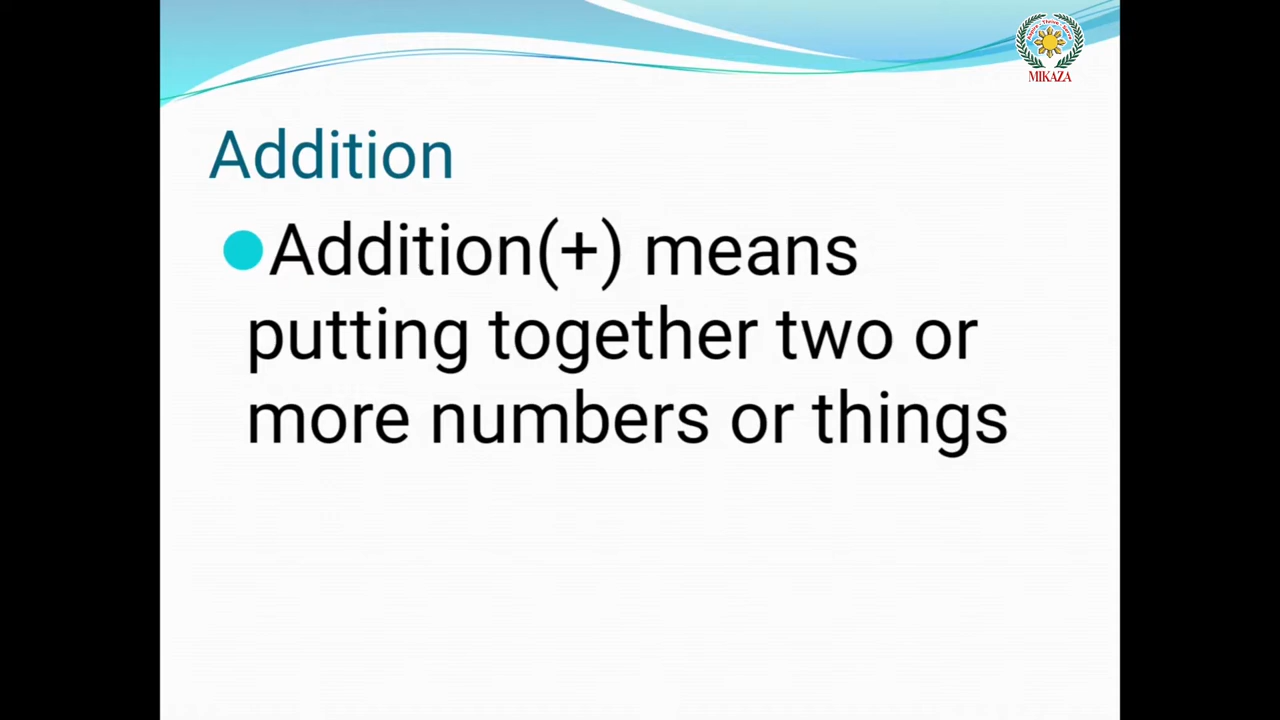 MIKAZA
Addition
Addition(+) means
putting together two or
more numbers or things